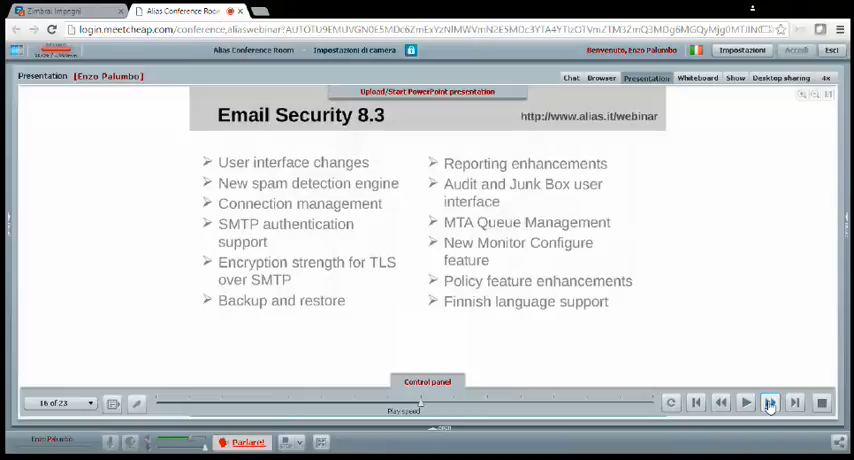 Zimbra: Impegni
Alias Conference Room
login.meetcheap.com/conference,aliaswebinar?
Alias Conference Room
Impostazioni di camera
Benvenuto, Enzo Palumbo
Impostazioni
Accedi
Esci
Presentation [Enzo Palumbo]
Chat
Browser
Presentation
Whiteboard
Show
Desktop sharing
4x
Upload/Start PowerPoint presentation
Email Security 8.3
http://www.alias.it/webinar
User interface changes
New spam detection engine
Connection management
SMTP authentication
support
Encryption strength for TLS
over SMTP
Backup and restore
Reporting enhancements
Audit and Junk Box user
interface
MTA Queue Management
New Monitor Configure
feature
Policy feature enhancements
Finnish language support
Control panel
16 of 23
Play speed
Enzo Palumbo
Parlare!